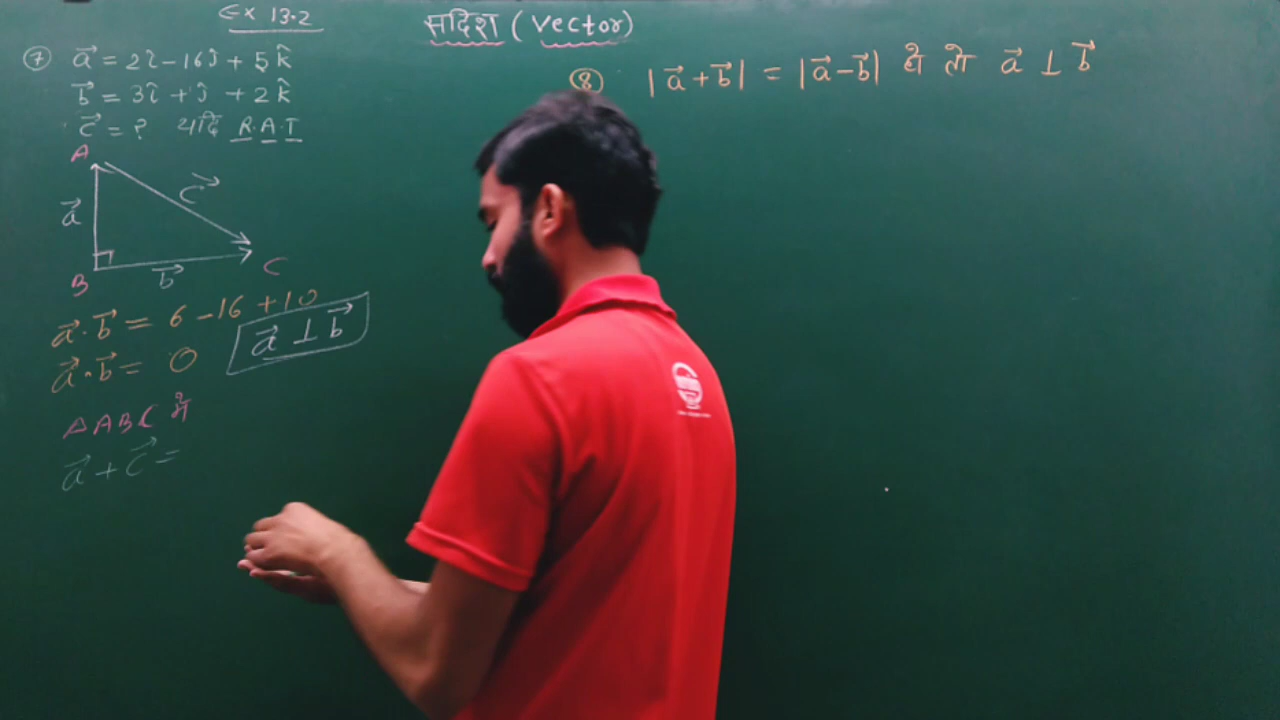 Ex 13.2
सदिश ( Vector )
⑦ a⃗ = 2î - 16ĵ + 5k̂
b⃗ = 3î + ĵ + 2k̂
c⃗ = ? यदि R.A.T
A
a⃗ c⃗
B b⃗ C
a⃗·b⃗ = 6 - 16 + 10
a⃗·b⃗ = 0 a⃗ ⊥ b⃗
△ABC में
a⃗ + c⃗ =
⑧ |a⃗ + b⃗| = |a⃗ - b⃗| हो तो a⃗ ⊥ b⃗